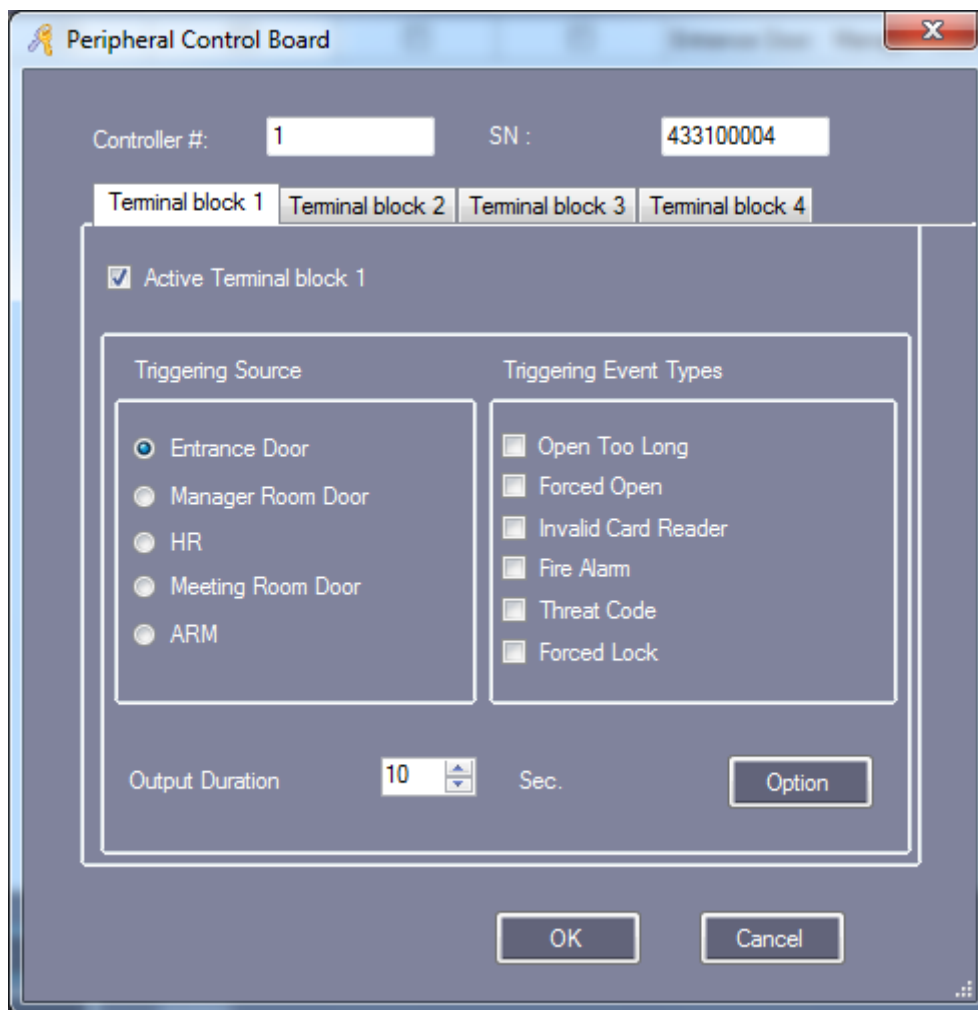 Peripheral Control Board
Controller #: 1 SN : 433100004
Terminal block 1 Terminal block 2 Terminal block 3 Terminal block 4
Active Terminal block 1
Triggering Source Triggering Event Types
Entrance Door Open Too Long
Manager Room Door Forced Open
HR Invalid Card Reader
Meeting Room Door Fire Alarm
ARM Threat Code
Forced Lock
Output Duration 10 Sec. Option
OK Cancel